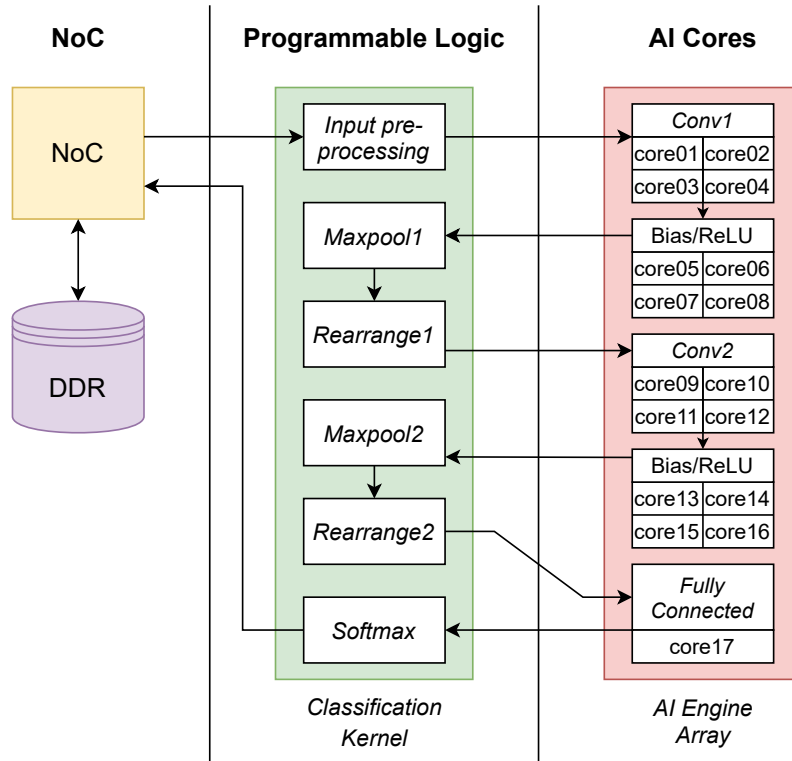 NoC
Programmable Logic
AI Cores
NoC
DDR
Input pre-
processing
Maxpool1
Rearrange1
Maxpool2
Rearrange2
Softmax
Classification
Kernel
Conv1
core01 core02
core03 core04
Bias/ReLU
core05 core06
core07 core08
Conv2
core09 core10
core11 core12
Bias/ReLU
core13 core14
core15 core16
Fully
Connected
core17
AI Engine
Array